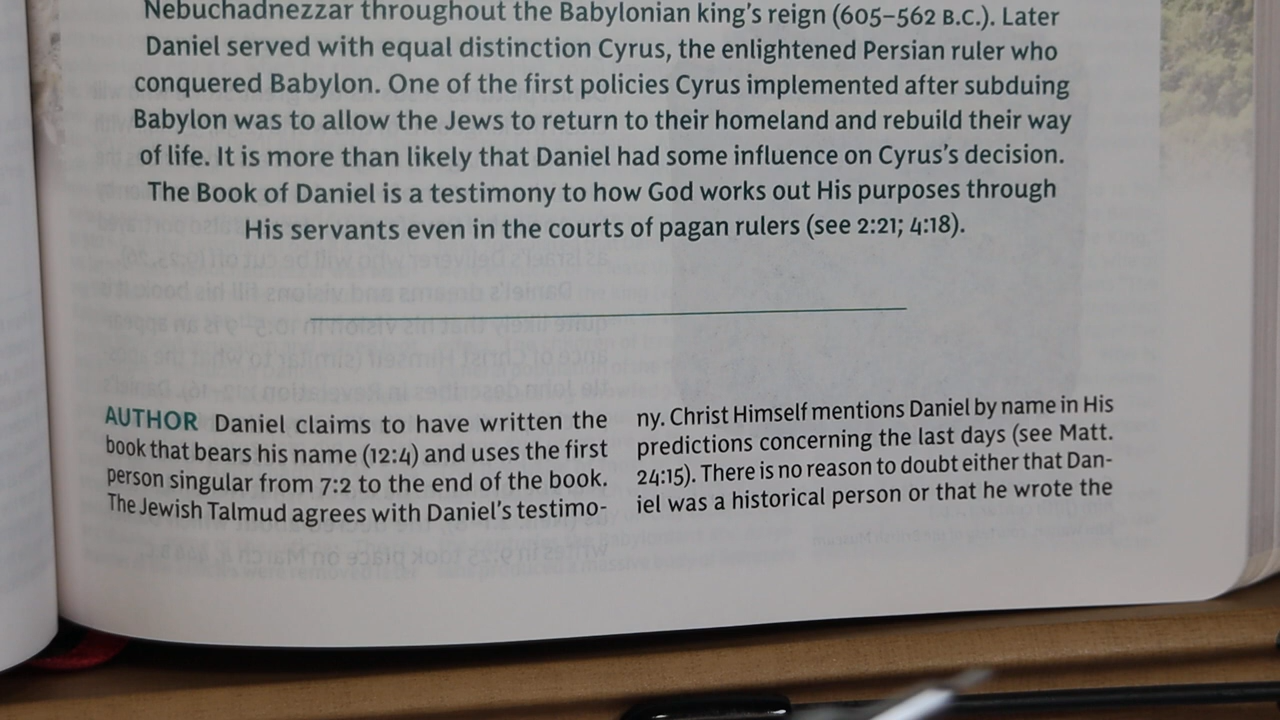 Nebuchadnezzar throughout the Babylonian king's reign (605–562 B.C.). Later
Daniel served with equal distinction Cyrus, the enlightened Persian ruler who
conquered Babylon. One of the first policies Cyrus implemented after subduing
Babylon was to allow the Jews to return to their homeland and rebuild their way
of life. It is more than likely that Daniel had some influence on Cyrus's decision.
The Book of Daniel is a testimony to how God works out His purposes through
His servants even in the courts of pagan rulers (see 2:21; 4:18).
AUTHOR Daniel claims to have written the
book that bears his name (12:4) and uses the first
person singular from 7:2 to the end of the book.
The Jewish Talmud agrees with Daniel's testimo-
ny. Christ Himself mentions Daniel by name in His
predictions concerning the last days (see Matt.
24:15). There is no reason to doubt either that Dan-
iel was a historical person or that he wrote the